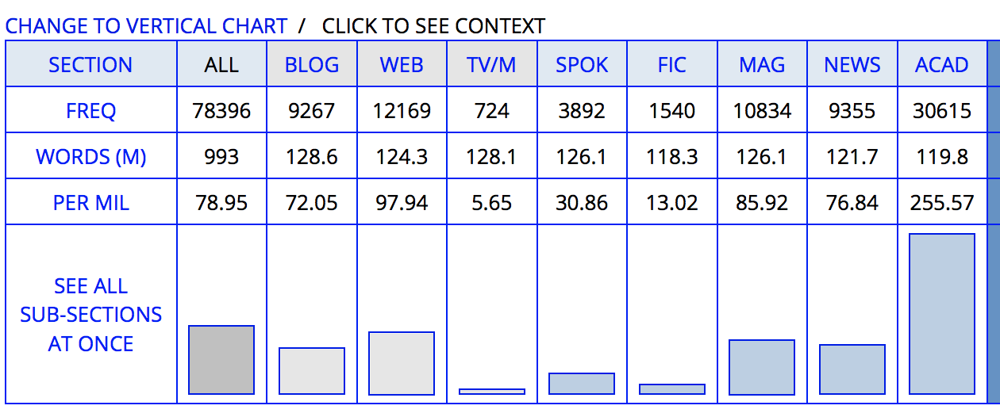 CHANGE TO VERTICAL CHART / CLICK TO SEE CONTEXT
SECTION ALL BLOG WEB TV/M SPOK FIC MAG NEWS ACAD
FREQ 78396 9267 12169 724 3892 1540 10834 9355 30615
WORDS (M) 993 128.6 124.3 128.1 126.1 118.3 126.1 121.7 119.8
PER MIL 78.95 72.05 97.94 5.65 30.86 13.02 85.92 76.84 255.57
SEE ALL
SUB-SECTIONS
AT ONCE